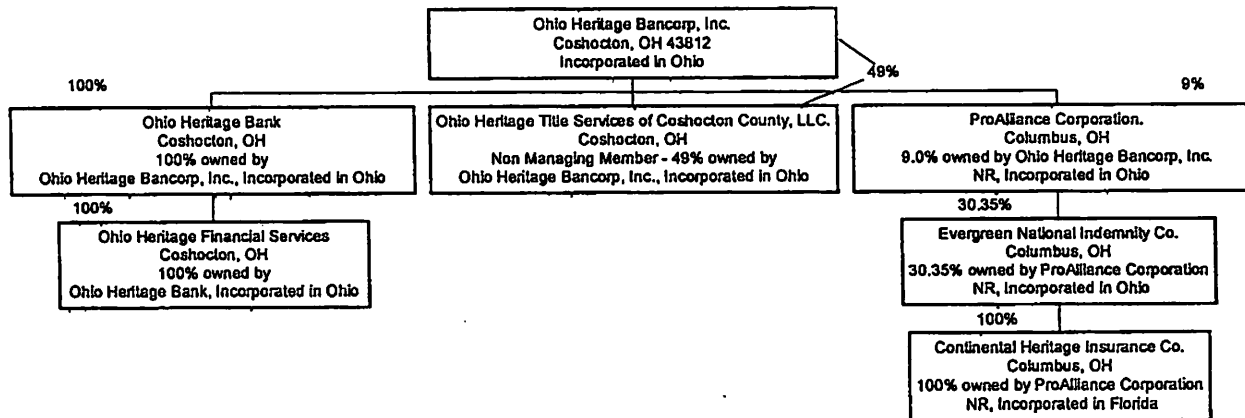 Ohio Heritage Bancorp, Inc.
Coshocton, OH 43812
Incorporated in Ohio
100%
49%
9%
Ohio Heritage Bank
Coshocton, OH
100% owned by
Ohio Heritage Bancorp, Inc., Incorporated in Ohio
Ohio Heritage Title Services of Coshocton County, LLC.
Coshocton, OH
Non Managing Member - 49% owned by
Ohio Heritage Bancorp, Inc., Incorporated in Ohio
ProAlliance Corporation.
Columbus, OH
9.0% owned by Ohio Heritage Bancorp, Inc.
NR, Incorporated in Ohio
100%
30.35%
Ohio Heritage Financial Services
Coshocton, OH
100% owned by
Ohio Heritage Bank, Incorporated in Ohio
Evergreen National Indemnity Co.
Columbus, OH
30.35% owned by ProAlliance Corporation
NR, Incorporated in Ohio
100%
Continental Heritage Insurance Co.
Columbus, OH
100% owned by ProAlliance Corporation
NR, Incorporated in Florida